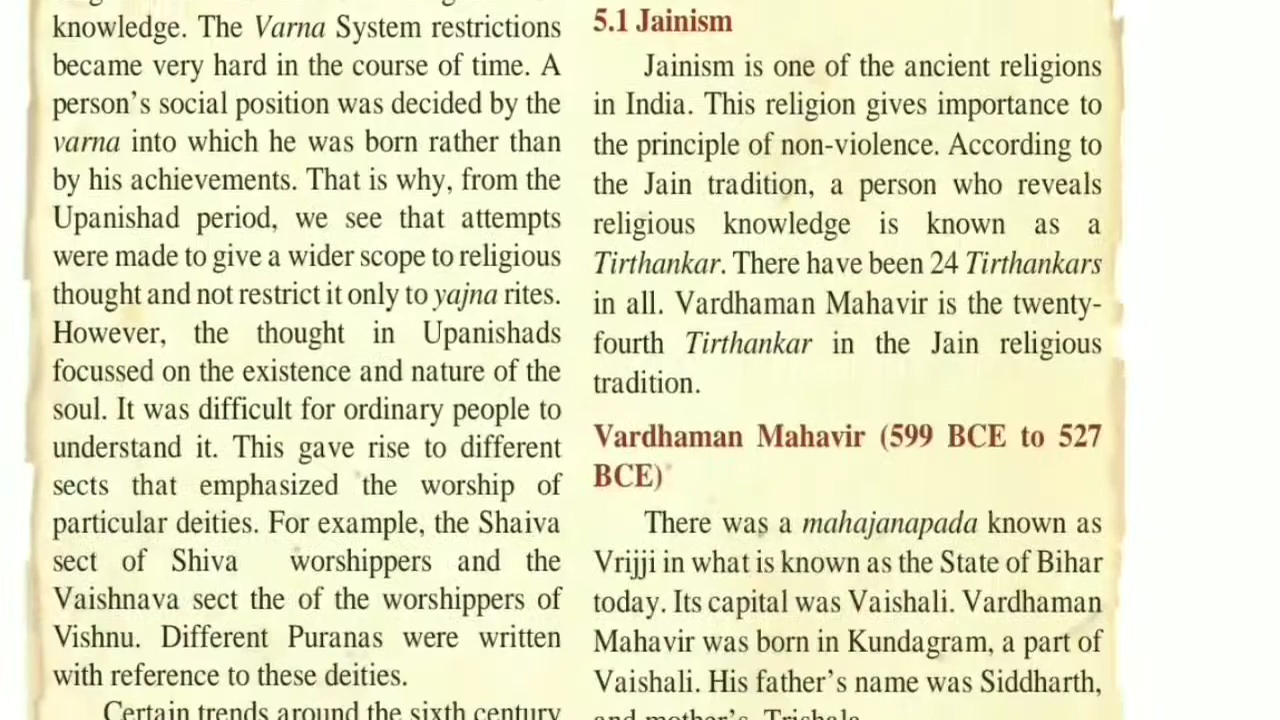 knowledge. The Varna System restrictions
became very hard in the course of time. A
person's social position was decided by the
varna into which he was born rather than
by his achievements. That is why, from the
Upanishad period, we see that attempts
were made to give a wider scope to religious
thought and not restrict it only to yajna rites.
However, the thought in Upanishads
focussed on the existence and nature of the
soul. It was difficult for ordinary people to
understand it. This gave rise to different
sects that emphasized the worship of
particular deities. For example, the Shaiva
sect of Shiva worshippers and the
Vaishnava sect the of the worshippers of
Vishnu. Different Puranas were written
with reference to these deities.
Certain trends around the sixth century
5.1 Jainism
Jainism is one of the ancient religions
in India. This religion gives importance to
the principle of non-violence. According to
the Jain tradition, a person who reveals
religious knowledge is known as a
Tirthankar. There have been 24 Tirthankars
in all. Vardhaman Mahavir is the twenty-
fourth Tirthankar in the Jain religious
tradition.
Vardhaman Mahavir (599 BCE to 527
BCE)
There was a mahajanapada known as
Vrijji in what is known as the State of Bihar
today. Its capital was Vaishali. Vardhaman
Mahavir was born in Kundagram, a part of
Vaishali. His father's name was Siddharth,
and mother's, Trishala.